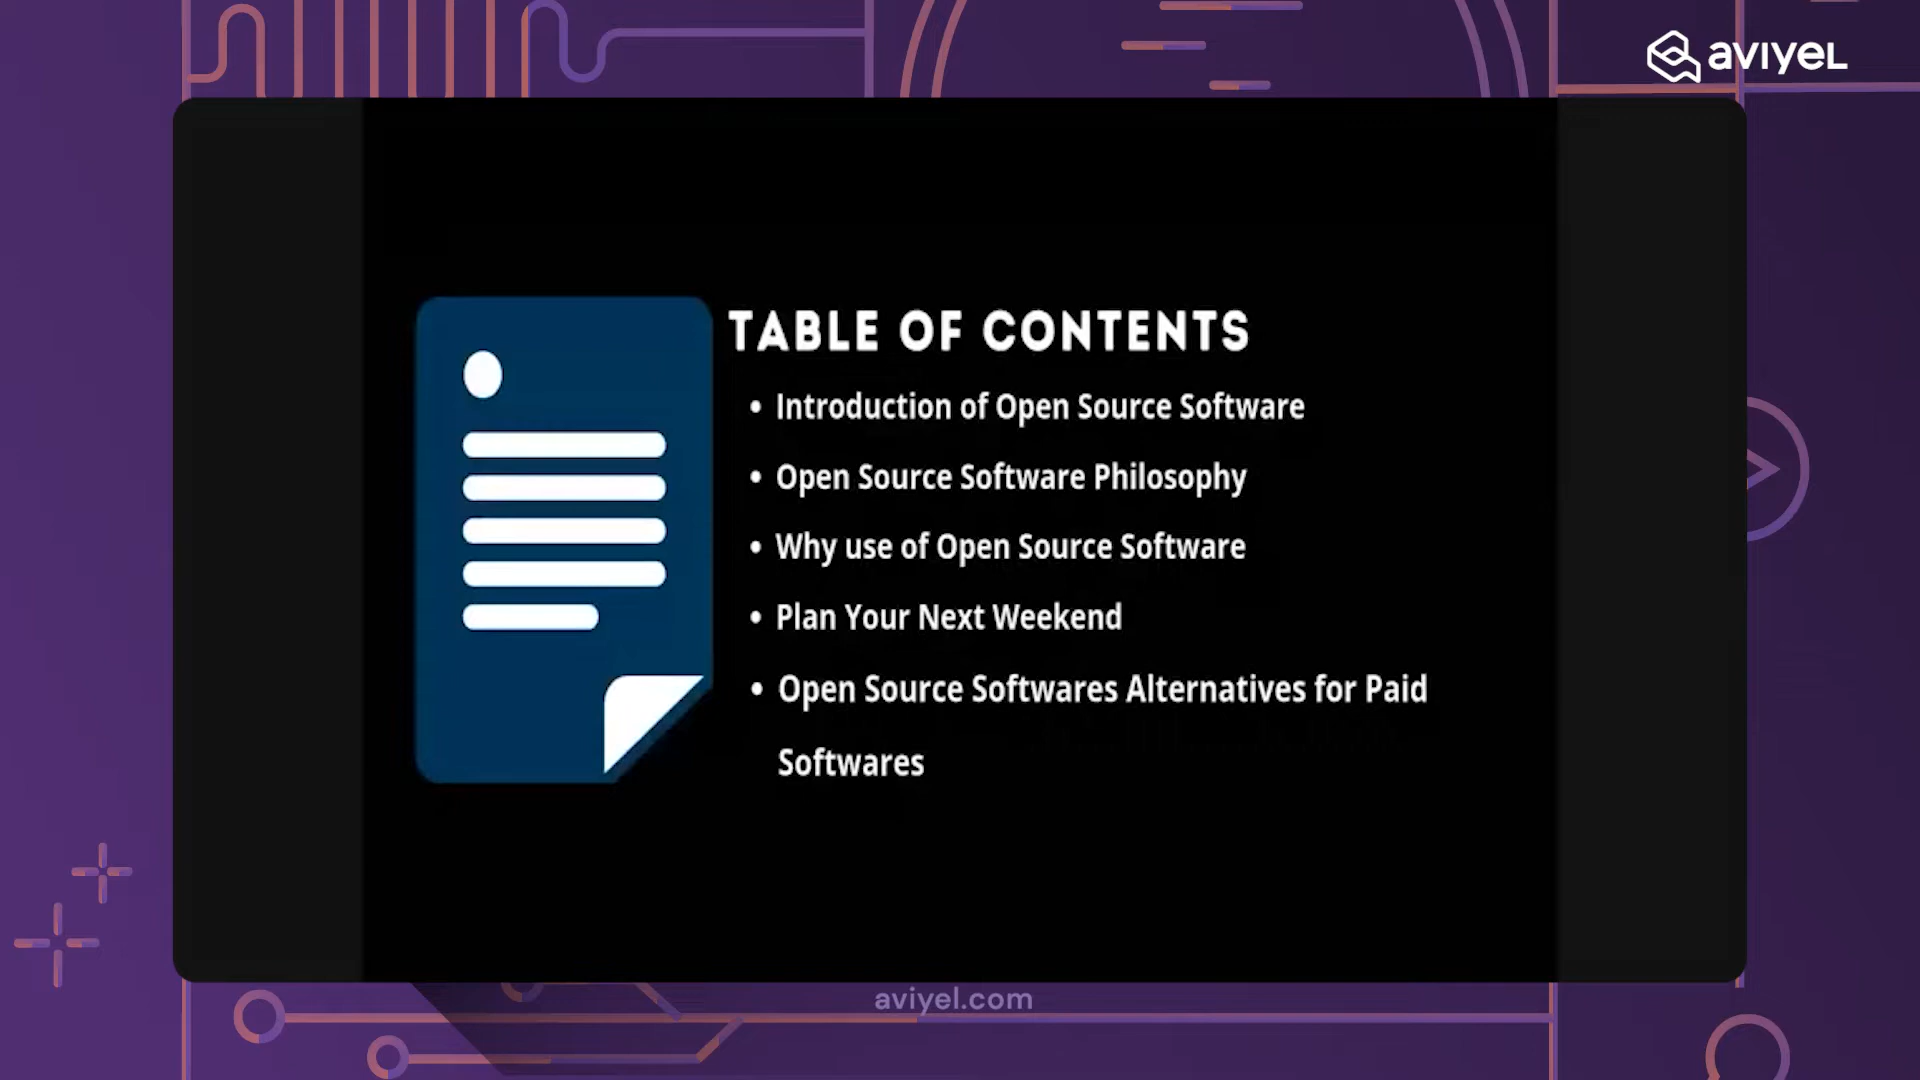 aviyel
TABLE OF CONTENTS
• Introduction of Open Source Software
• Open Source Software Philosophy
• Why use of Open Source Software
• Plan Your Next Weekend
• Open Source Softwares Alternatives for Paid
Softwares
aviyel.com